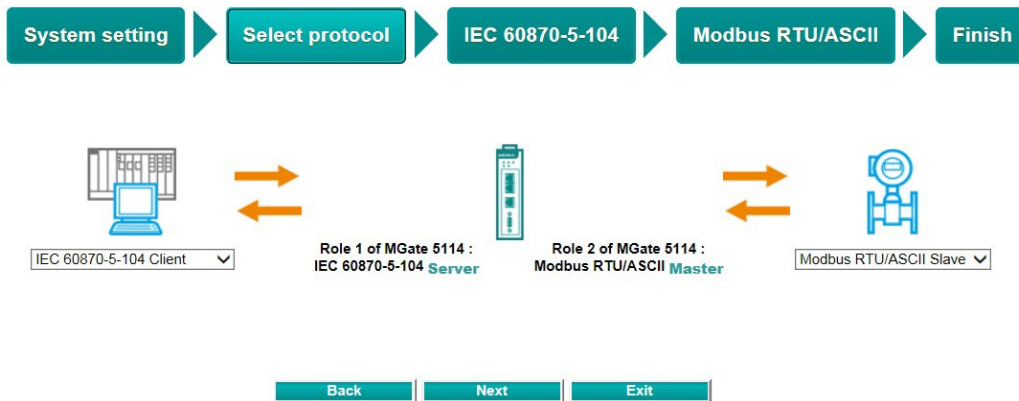 System setting
Select protocol
IEC 60870-5-104
Modbus RTU/ASCII
Finish
IEC 60870-5-104 Client
Role 1 of MGate 5114 :
IEC 60870-5-104 Server
Role 2 of MGate 5114 :
Modbus RTU/ASCII Master
Modbus RTU/ASCII Slave
Back
Next
Exit